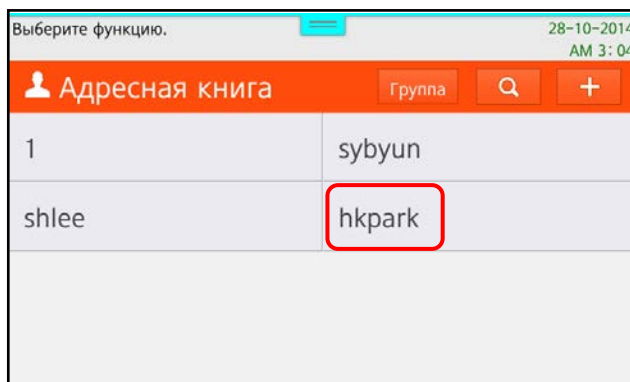 Выберите функцию.
28-10-2014
AM 3:04
Адресная книга
Группа
1
sybyun
shlee
hkpark